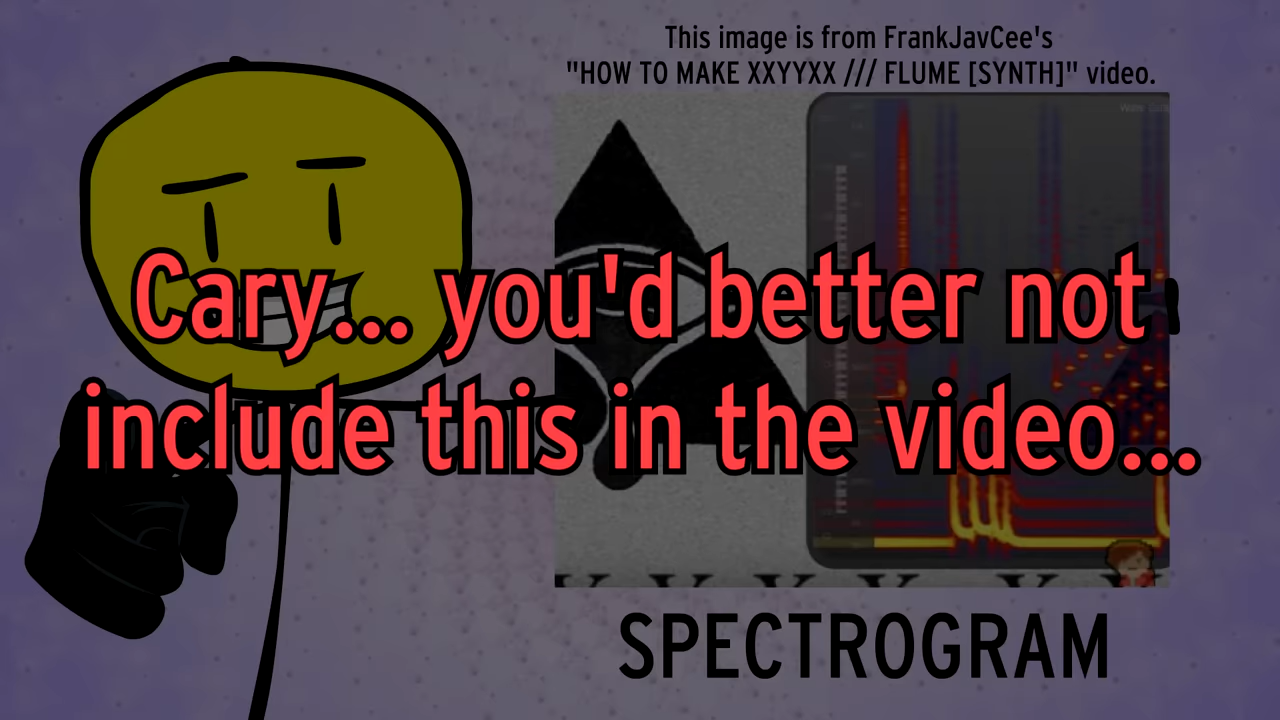 This image is from FrankJavCee's
"HOW TO MAKE XXYYXX /// FLUME [SYNTH]" video.
Cary... you'd better not
include this in the video...
SPECTROGRAM